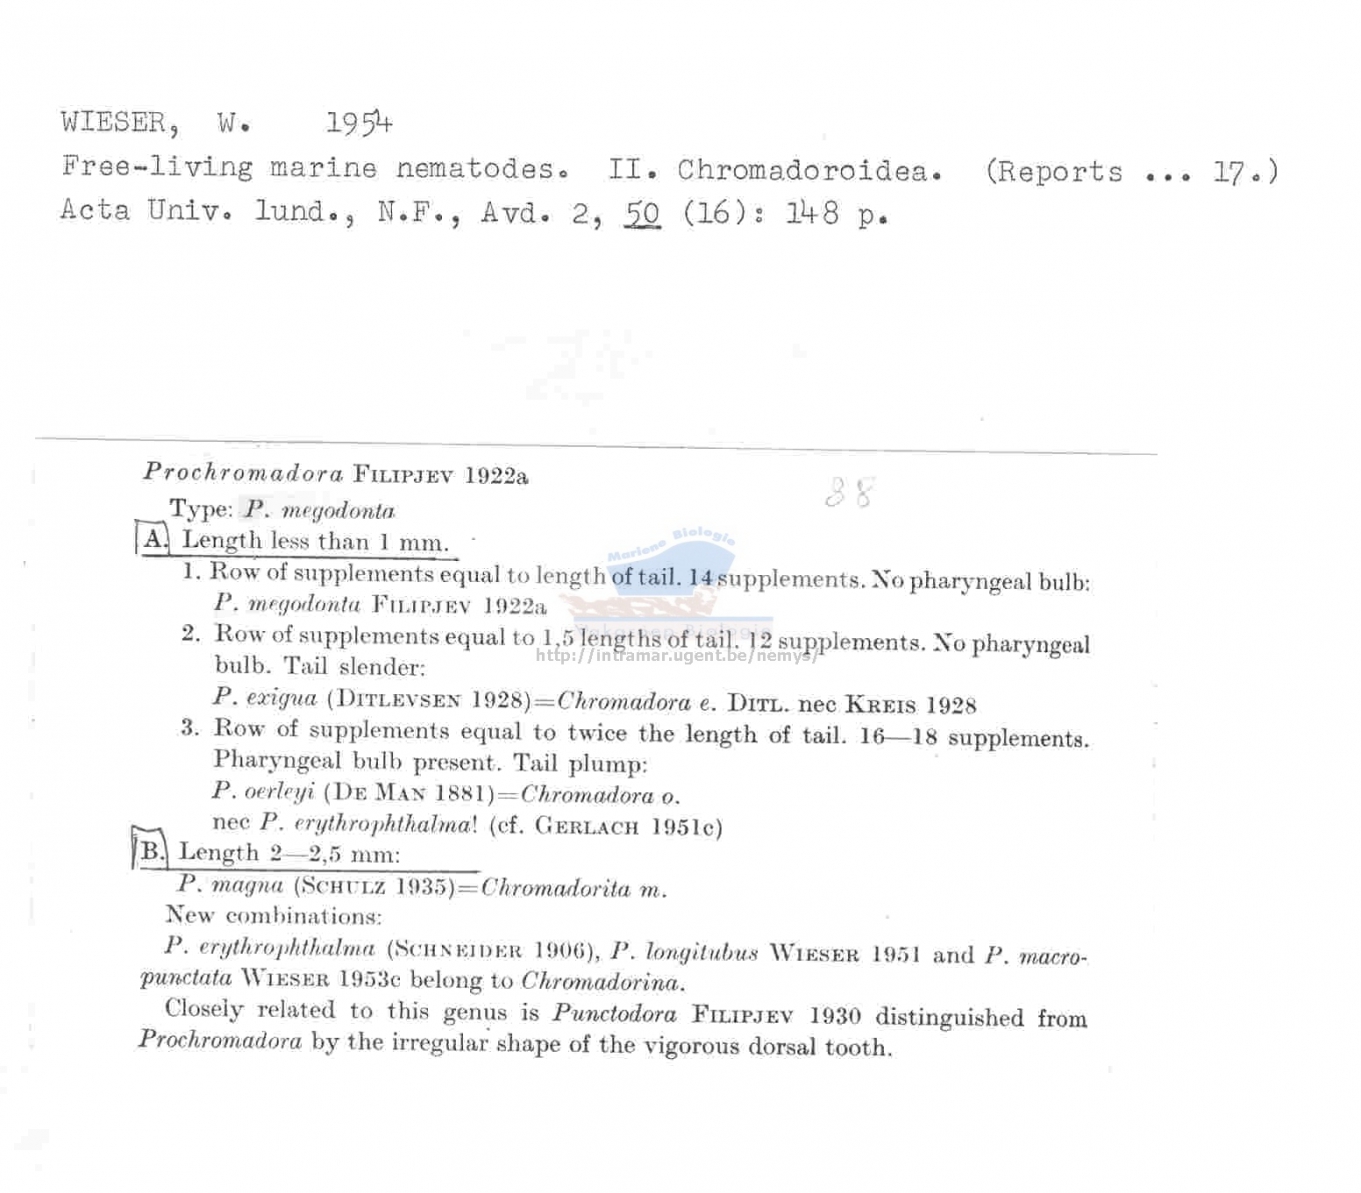 WIESER, W. 1954
Free-living marine nematodes. II. Chromadoroidea. (Reports ... 17.)
Acta Univ. lund., N.F., Avd. 2, 50 (16): 148 p.
Prochromadora FILIPJEV 1922a
38
Type: P. megodonta
A. Length less than 1 mm.
1. Row of supplements equal to length of tail. 14 supplements. No pharyngeal bulb:
P. megodonta FILIPJEV 1922a
2. Row of supplements equal to 1,5 lengths of tail. 12 supplements. No pharyngeal
bulb. Tail slender:
P. exigua (DITLEVSEN 1928)=Chromadora e. DITL. nec KREIS 1928
3. Row of supplements equal to twice the length of tail. 16—18 supplements.
Pharyngeal bulb present. Tail plump:
P. oerleyi (DE MAN 1881)=Chromadora o.
nec P. erythrophthalma! (cf. GERLACH 1951c)
B. Length 2—2,5 mm:
P. magna (SCHULZ 1935)=Chromadorita m.
New combinations:
P. erythrophthalma (SCHNEIDER 1906), P. longitubus WIESER 1951 and P. macro-
punctata WIESER 1953c belong to Chromadorina.
Closely related to this genus is Punctodora FILIPJEV 1930 distinguished from
Prochromadora by the irregular shape of the vigorous dorsal tooth.
Mariene Biologie
http://intramar.ugent.be/nemys/